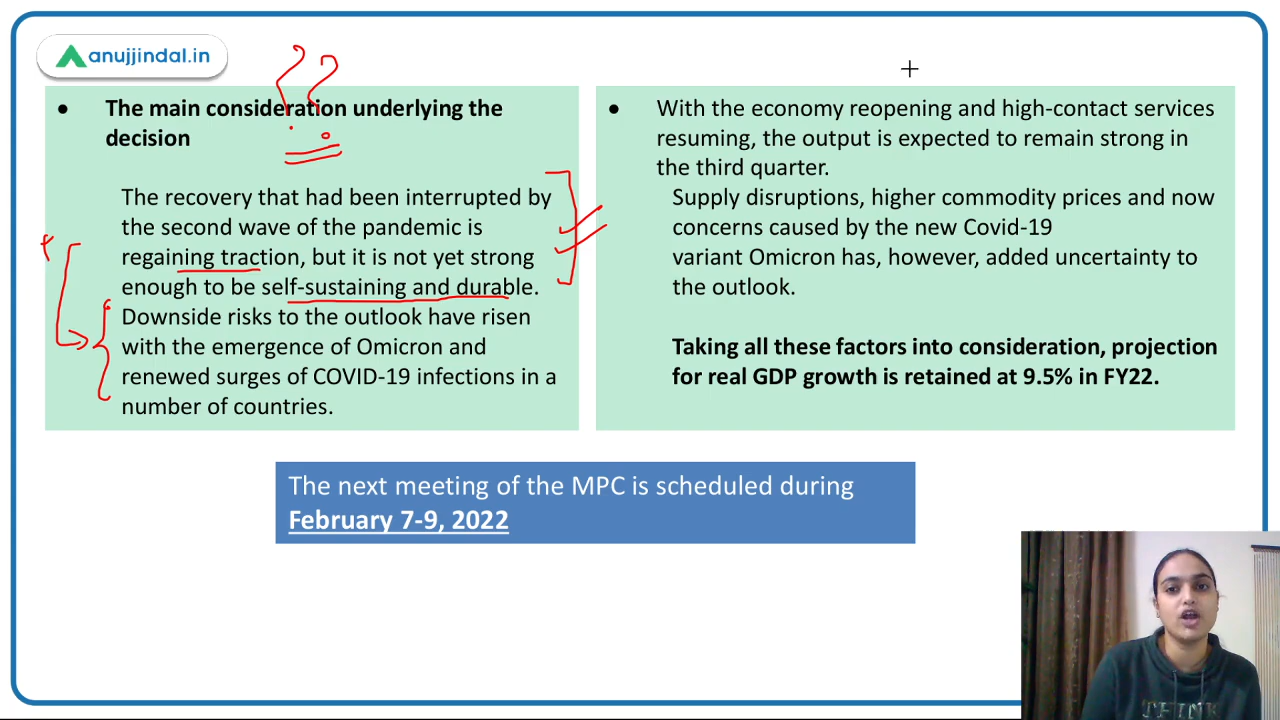 anujjindal.in
The main consideration underlying the
decision
The recovery that had been interrupted by
the second wave of the pandemic is
regaining traction, but it is not yet strong
enough to be self-sustaining and durable.
Downside risks to the outlook have risen
with the emergence of Omicron and
renewed surges of COVID-19 infections in a
number of countries.
With the economy reopening and high-contact services
resuming, the output is expected to remain strong in
the third quarter.
Supply disruptions, higher commodity prices and now
concerns caused by the new Covid-19
variant Omicron has, however, added uncertainty to
the outlook.
Taking all these factors into consideration, projection
for real GDP growth is retained at 9.5% in FY22.
The next meeting of the MPC is scheduled during
February 7-9, 2022
THINK